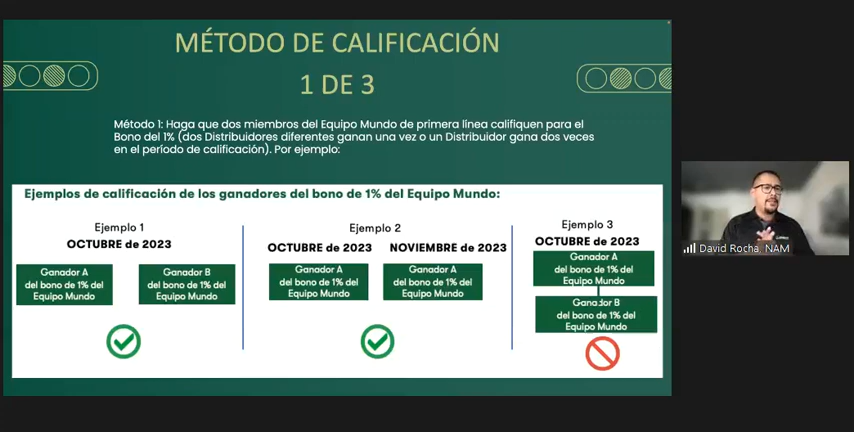 MÉTODO DE CALIFICACIÓN
1 DE 3
Método 1: Haga que dos miembros del Equipo Mundo de primera línea califiquen para el
Bono del 1% (dos Distribuidores diferentes ganan una vez o un Distribuidor gana dos veces
en el período de calificación). Por ejemplo:
Ejemplos de calificación de los ganadores del bono de 1% del Equipo Mundo:
Ejemplo 1
OCTUBRE de 2023
Ganador A
del bono de 1% del
Equipo Mundo
Ganador B
del bono de 1% del
Equipo Mundo
Ejemplo 2
OCTUBRE de 2023
NOVIEMBRE de 2023
Ganador A
del bono de 1% del
Equipo Mundo
Ganador A
del bono de 1% del
Equipo Mundo
Ejemplo 3
OCTUBRE de 2023
Ganador A
del bono de 1% del
Equipo Mundo
Ganador B
del bono de 1% del
Equipo Mundo
David Rocha, NAM